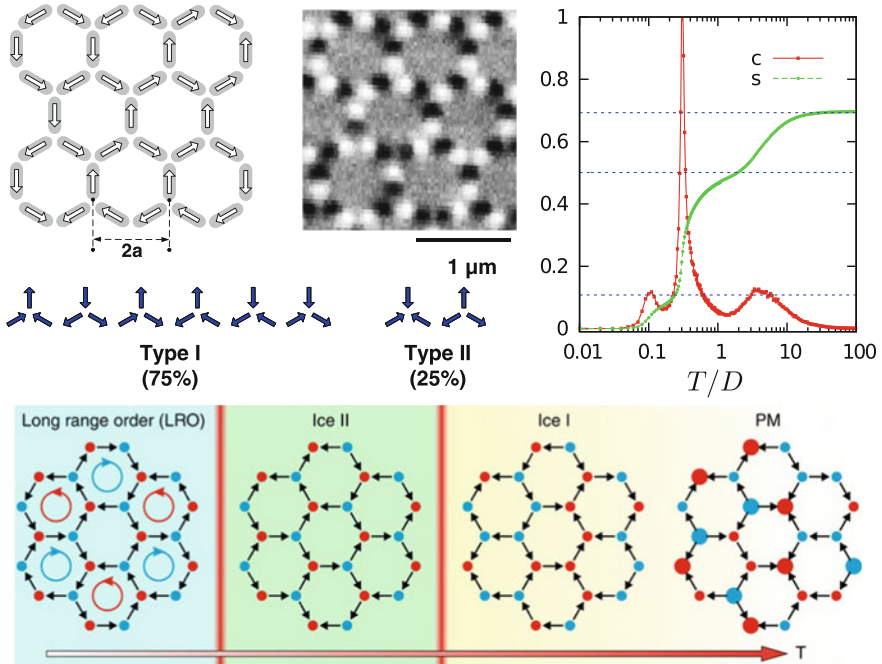 2a
1 μm
Type I
(75%)
Type II
(25%)
1
0.8
0.6
0.4
0.2
0
C
S
0.01
0.1
1
10
100
T/D
Long range order (LRO)
Ice II
Ice I
PM
T